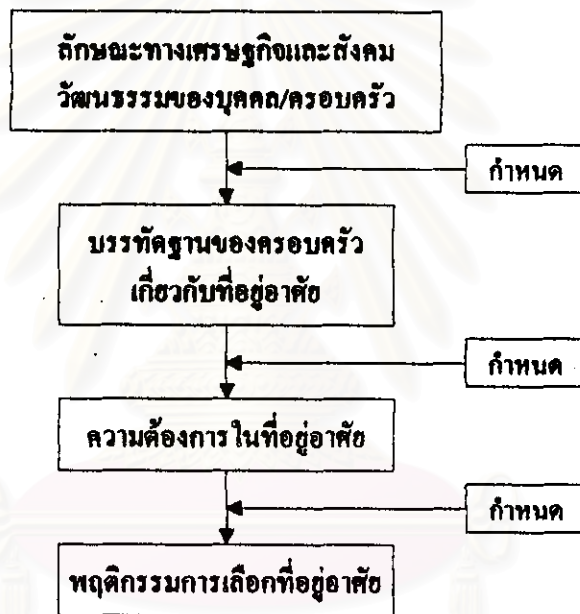 ลักษณะทางเศรษฐกิจและสังคม
วัฒนธรรมของบุคคล/ครอบครัว
กำหนด
บรรทัดฐานของครอบครัว
เกี่ยวกับที่อยู่อาศัย
กำหนด
ความต้องการในที่อยู่อาศัย
กำหนด
พฤติกรรมการเลือกที่อยู่อาศัย